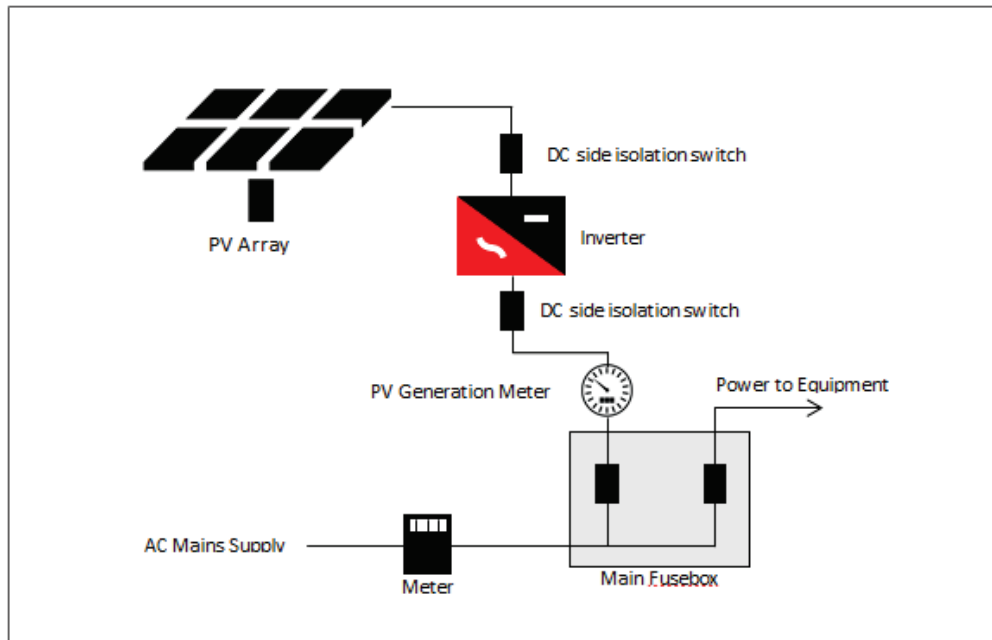 DC side isolation switch
PV Array
Inverter
DC side isolation switch
PV Generation Meter
Power to Equipment
AC Mains Supply
Meter
Main Fusebox